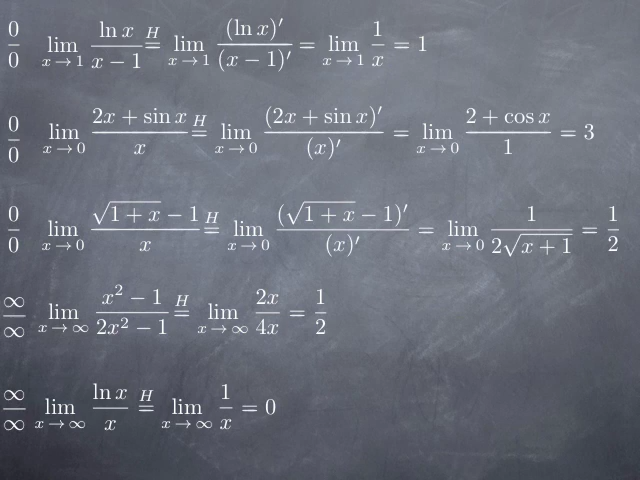 0/0 lim_{x→1} (ln x)/(x − 1) =^H lim_{x→1} (ln x)′/(x − 1)′ = lim_{x→1} 1/x = 1
0/0 lim_{x→0} (2x + sin x)/x =^H lim_{x→0} (2x + sin x)′/(x)′ = lim_{x→0} (2 + cos x)/1 = 3
0/0 lim_{x→0} (√(1 + x) − 1)/x =^H lim_{x→0} (√(1 + x) − 1)′/(x)′ = lim_{x→0} 1/(2√(x + 1)) = 1/2
∞/∞ lim_{x→∞} (x² − 1)/(2x² − 1) =^H lim_{x→∞} 2x/4x = 1/2
∞/∞ lim_{x→∞} (ln x)/x =^H lim_{x→∞} 1/x = 0